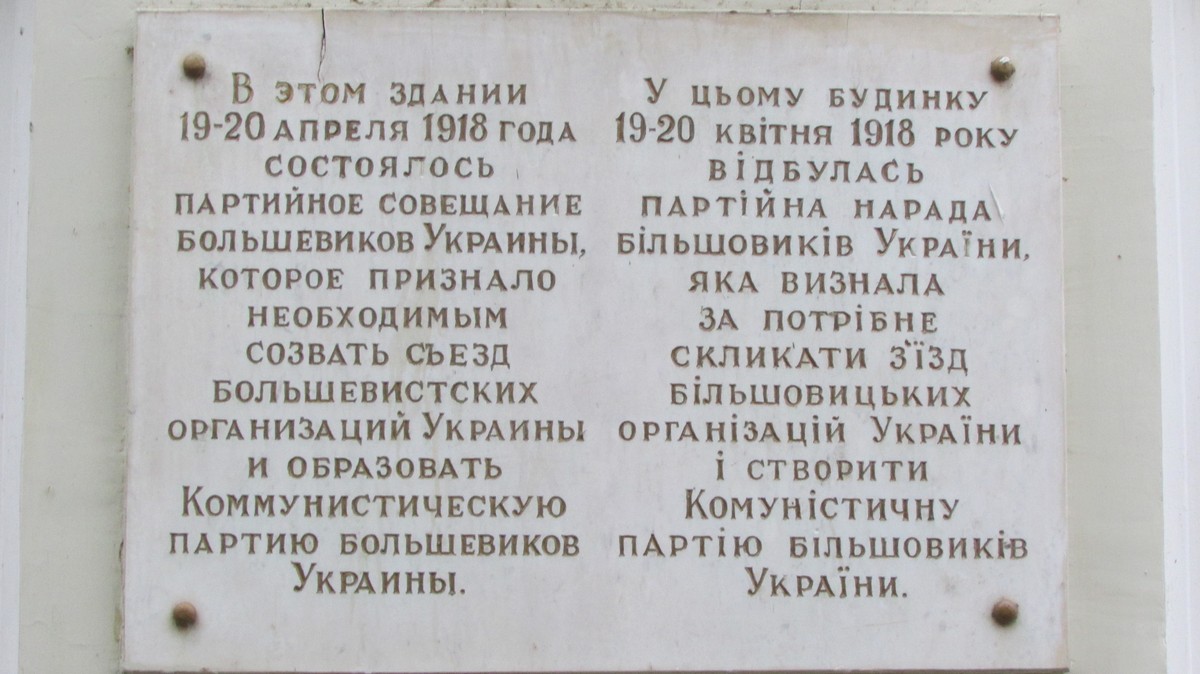 В этом здании
19-20 апреля 1918 года
состоялось
партийное совещание
большевиков Украины,
которое признало
необходимым
созвать съезд
большевистских
организаций Украины
и образовать
Коммунистическую
партию большевиков
Украины.
У цьому будинку
19-20 квітня 1918 року
відбулась
партійна нарада
більшовиків України,
яка визнала
за потрібне
скликати з'їзд
більшовицьких
організацій України
і створити
Комуністичну
партію більшовиків
України.